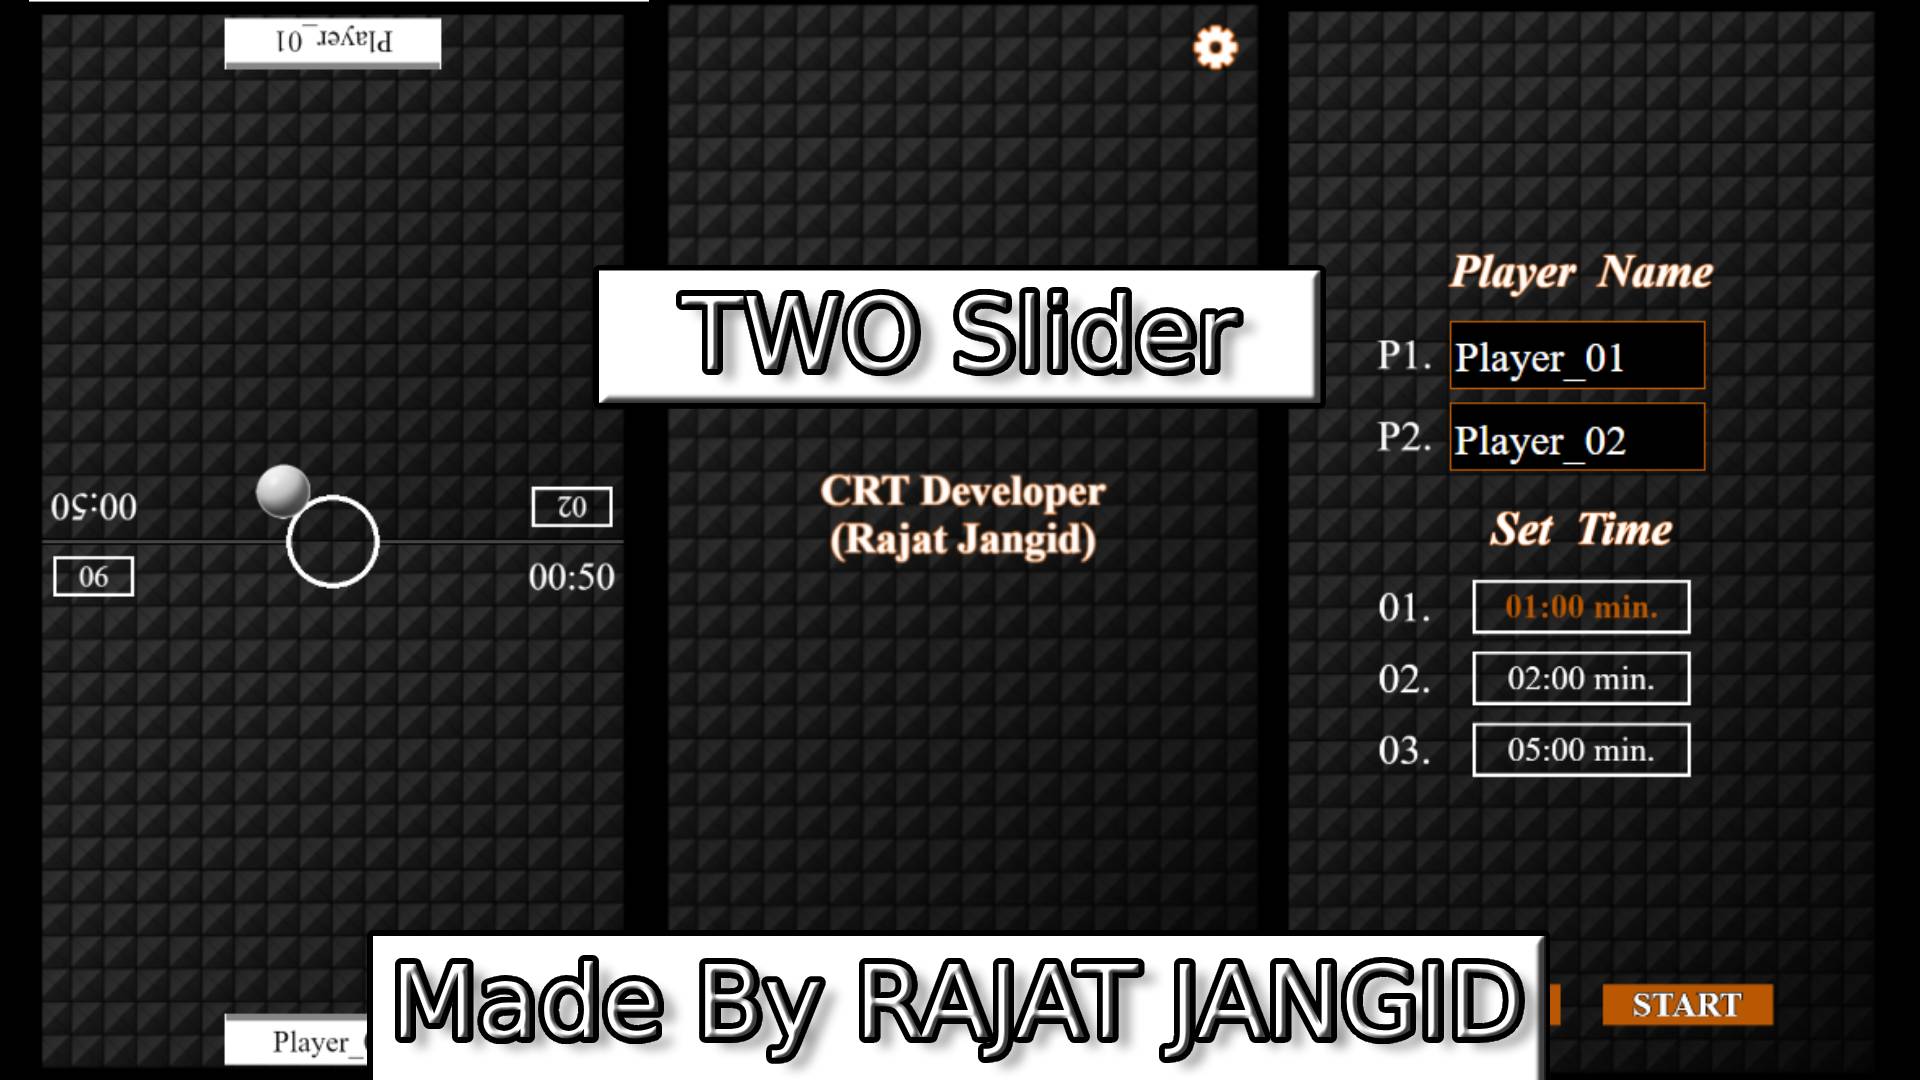 Player_01
00:50
02
06
00:50
Player_
TWO Slider
CRT Developer
(Rajat Jangid)
Player Name
P1. Player_01
P2. Player_02
Set Time
01. 01:00 min.
02. 02:00 min.
03. 05:00 min.
START
Made By RAJAT JANGID